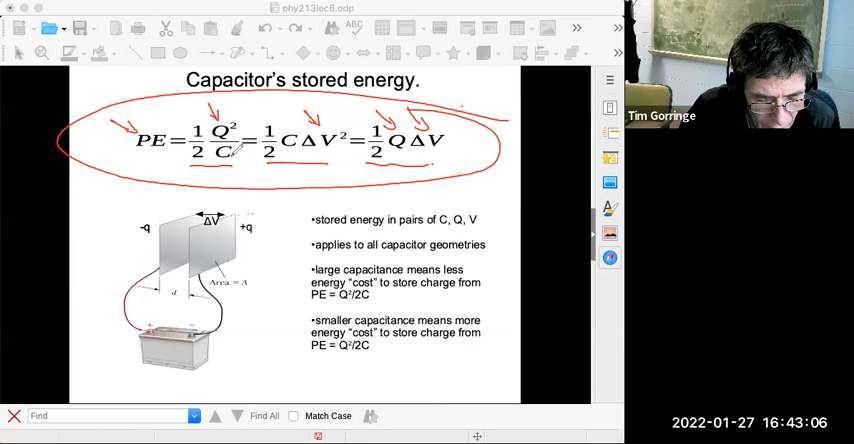 phy213lec6.odp
ABC
Capacitor's stored energy.
PE = 1/2 Q²/C = 1/2 C Δ V² = 1/2 Q Δ V
ΔV
-q
+q
Area = A
d
+
−
•stored energy in pairs of C, Q, V
•applies to all capacitor geometries
•large capacitance means less
energy “cost” to store charge from
PE = Q²/2C
•smaller capacitance means more
energy “cost” to store charge from
PE = Q²/2C
Find
Find All
Match Case
Tim Gorringe
2022-01-27 16:43:06